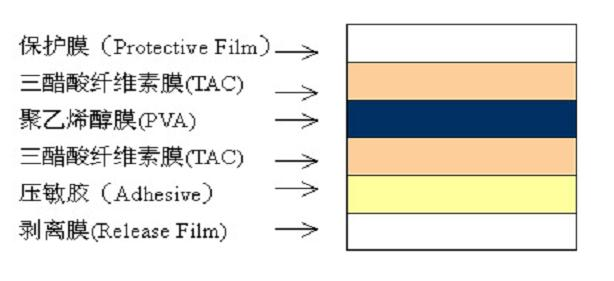 保护膜（Protective Film）
三醋酸纤维素膜(TAC)
聚乙烯醇膜(PVA)
三醋酸纤维素膜(TAC)
压敏胶（Adhesive）
剥离膜(Release Film)